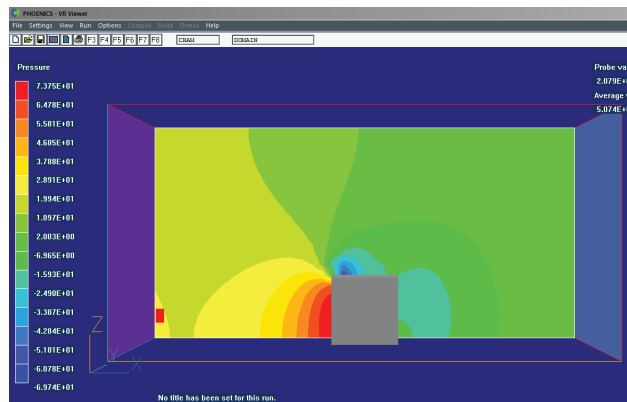 PHOENICS - VR Viewer
File Settings View Run Options Compile Build Demos Help
F3 F4 F5 F6 F7 F8 CHAM DOMAIN
Pressure
Probe va
7.375E+01
2.079E+
6.478E+01
Average
5.581E+01
5.074E+
4.685E+01
3.788E+01
2.891E+01
1.994E+01
1.097E+01
2.003E+00
-6.965E+00
-1.593E+01
-2.490E+01
-3.387E+01
-4.284E+01
-5.181E+01
-6.078E+01
-6.974E+01
Z
Y
X
No title has been set for this run.